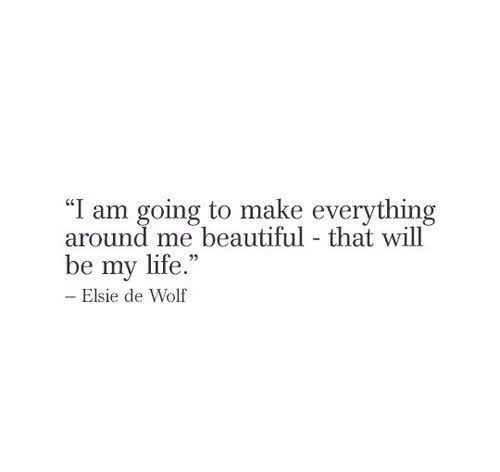 “I am going to make everything
around me beautiful - that will
be my life.”
– Elsie de Wolf